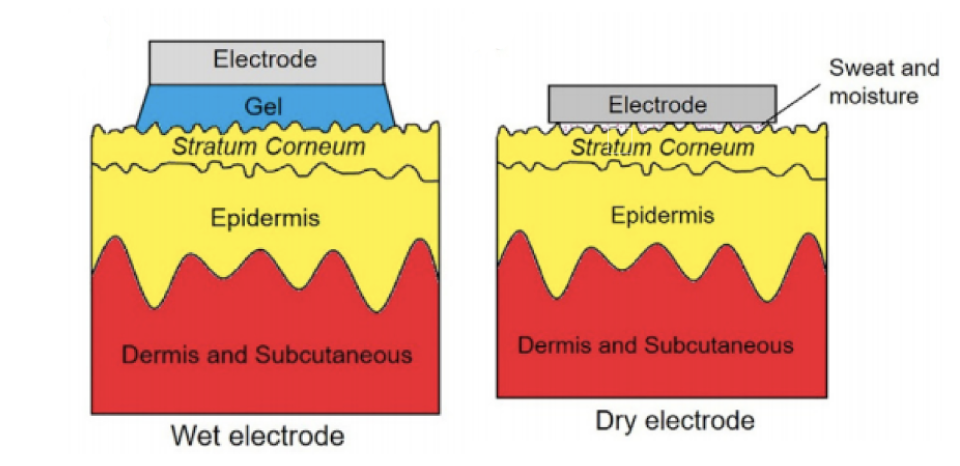 Electrode
Gel
Stratum Corneum
Epidermis
Dermis and Subcutaneous
Wet electrode
Sweat and
moisture
Electrode
Stratum Corneum
Epidermis
Dermis and Subcutaneous
Dry electrode